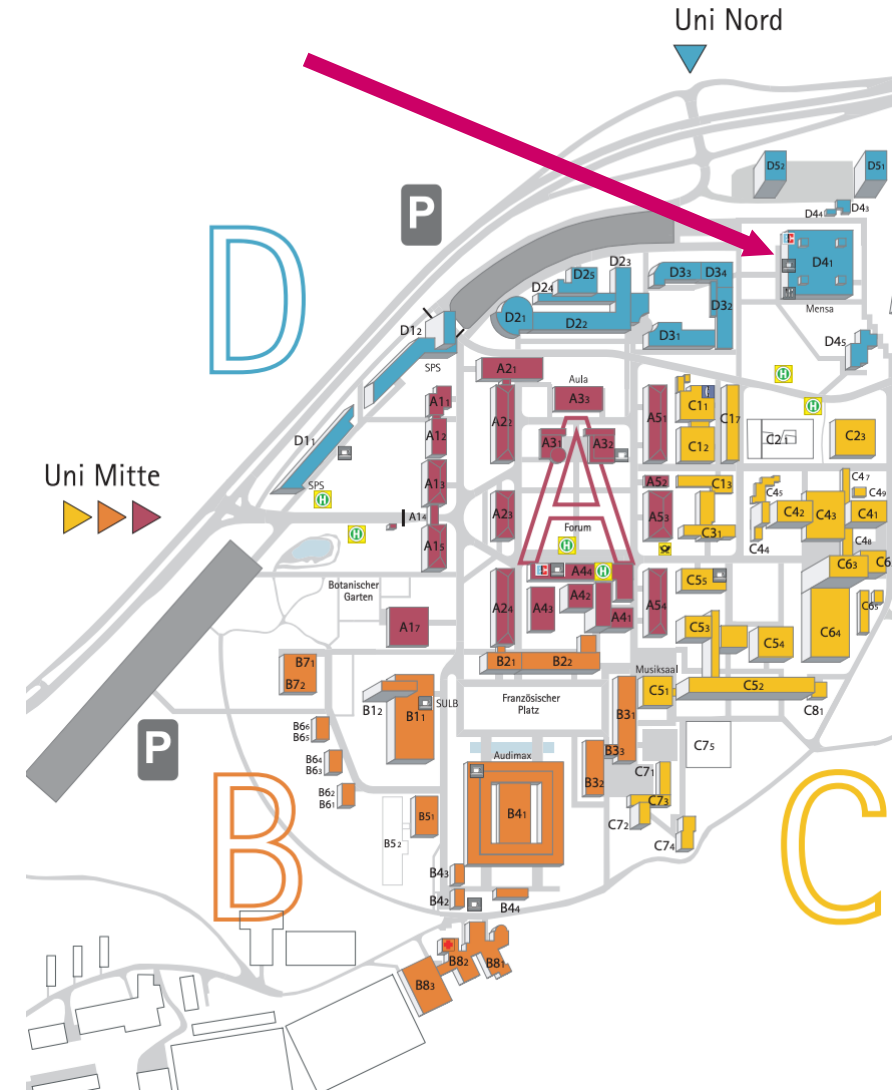 Uni Nord
D52
D51
D44
D43
P
D
D41
Mensa
D45
D23
D25
D24
D21
D22
D33
D34
D32
D31
D12
SPS
D11
SPS
Uni Mitte
A21
Aula
A33
A11
A22
A31
A32
A51
A12
A13
A52
A23
A53
A14
A15
A
Forum
H
H
H
H
H
H
C11
C17
C12
C21
C23
C13
C47
C45
C49
C42
C43
C41
C31
C44
C48
C63
C6
C65
C55
C64
C53
C54
Botanischer
Garten
A17
A24
A44
A43
A42
A41
A54
B71
B72
B21
B22
Musiksaal
C51
C52
C81
B12
B11
SULB
Französischer
Platz
B31
C75
P
B66
B65
B64
B63
B62
B61
Audimax
B33
B32
C71
C73
C72
C74
B
B51
B52
B41
C
B43
B42
B44
B82
B81
B83